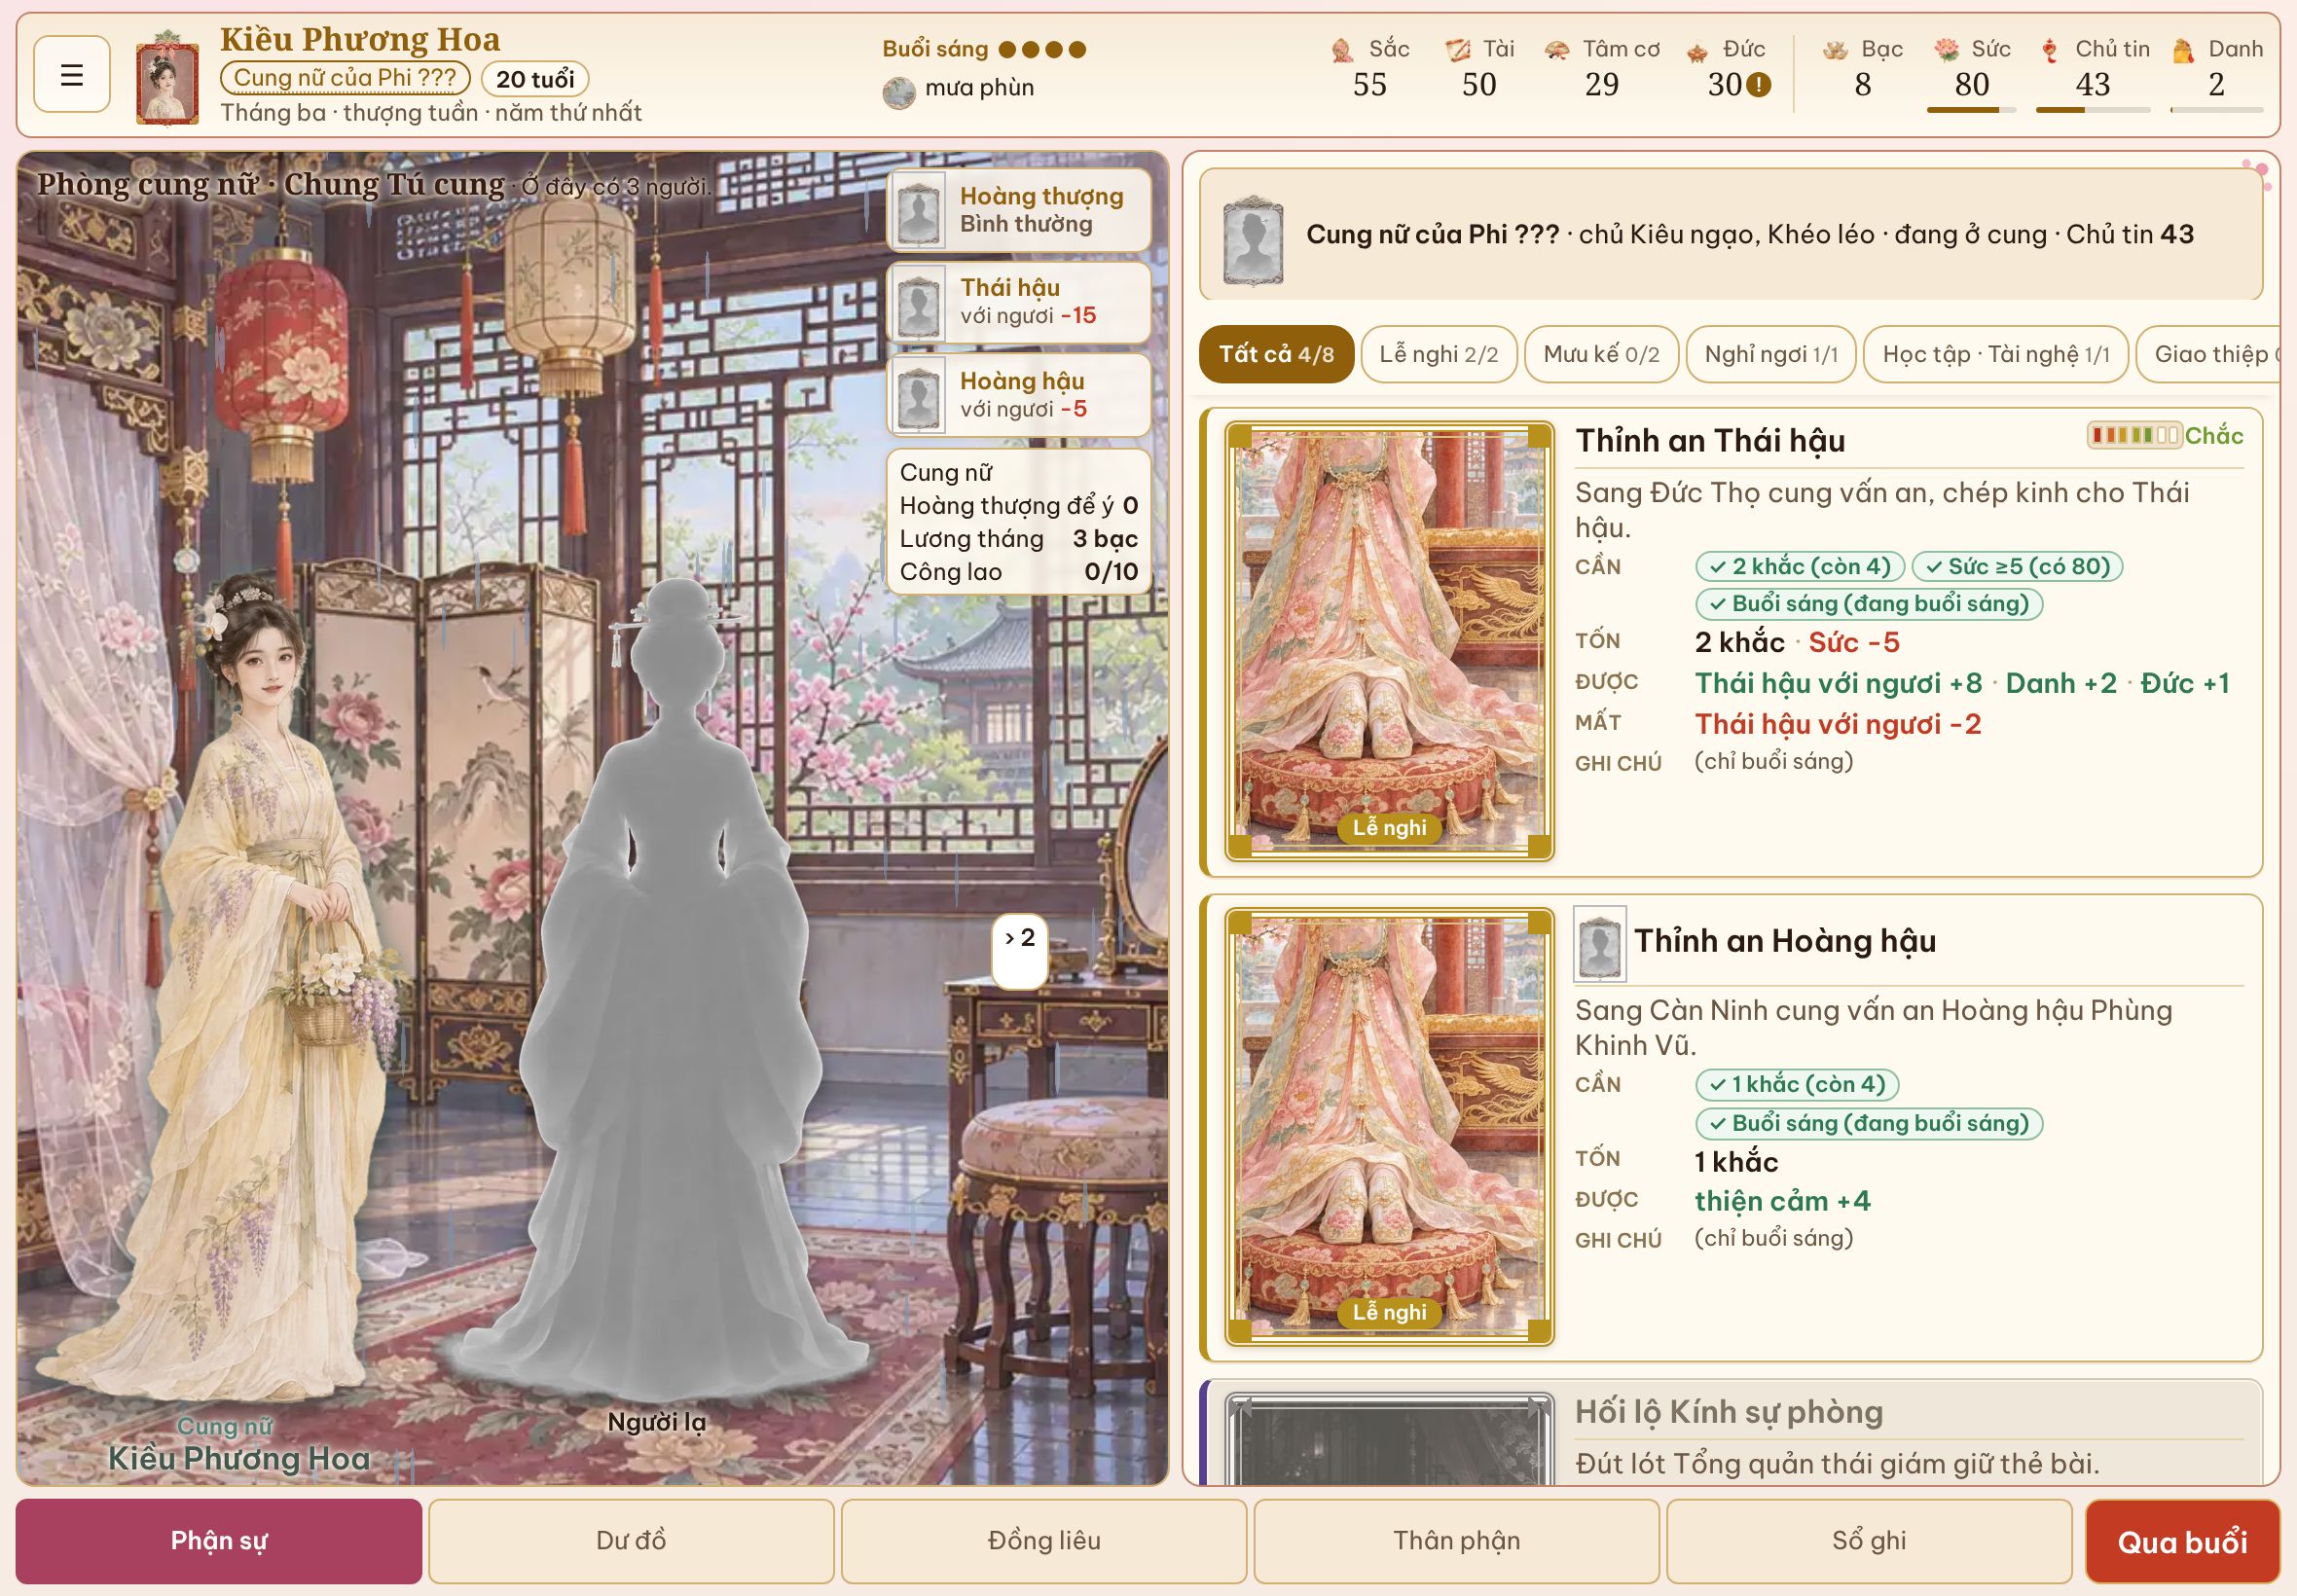 ☰
Kiều Phương Hoa
Cung nữ của Phi ???
20 tuổi
Tháng ba · thượng tuần · năm thứ nhất
Buổi sáng
mưa phùn
Sắc
55
Tài
50
Tâm cơ
29
Đức
30 !
Bạc
8
Sức
80
Chủ tin
43
Danh
2
Phòng cung nữ · Chung Tú cung · Ở đây có 3 người.
Hoàng thượng
Bình thường
Thái hậu
với ngươi -15
Hoàng hậu
với ngươi -5
Cung nữ
Hoàng thượng để ý 0
Lương tháng 3 bạc
Công lao 0/10
› 2
Cung nữ
Kiều Phương Hoa
Người lạ
Cung nữ của Phi ??? · chủ Kiêu ngạo, Khéo léo · đang ở cung · Chủ tin 43
Tất cả 4/8
Lễ nghi 2/2
Mưu kế 0/2
Nghỉ ngơi 1/1
Học tập · Tài nghệ 1/1
Giao thiệp
Lễ nghi
Thỉnh an Thái hậu
Chắc
Sang Đức Thọ cung vấn an, chép kinh cho Thái
hậu.
CẦN ✓ 2 khắc (còn 4) ✓ Sức ≥5 (có 80)
✓ Buổi sáng (đang buổi sáng)
TỐN 2 khắc · Sức -5
ĐƯỢC Thái hậu với ngươi +8 · Danh +2 · Đức +1
MẤT Thái hậu với ngươi -2
GHI CHÚ (chỉ buổi sáng)
Lễ nghi
Thỉnh an Hoàng hậu
Sang Càn Ninh cung vấn an Hoàng hậu Phùng
Khinh Vũ.
CẦN ✓ 1 khắc (còn 4)
✓ Buổi sáng (đang buổi sáng)
TỐN 1 khắc
ĐƯỢC thiện cảm +4
GHI CHÚ (chỉ buổi sáng)
Hối lộ Kính sự phòng
Đút lót Tổng quản thái giám giữ thẻ bài.
Phận sự
Dư đồ
Đồng liêu
Thân phận
Sổ ghi
Qua buổi